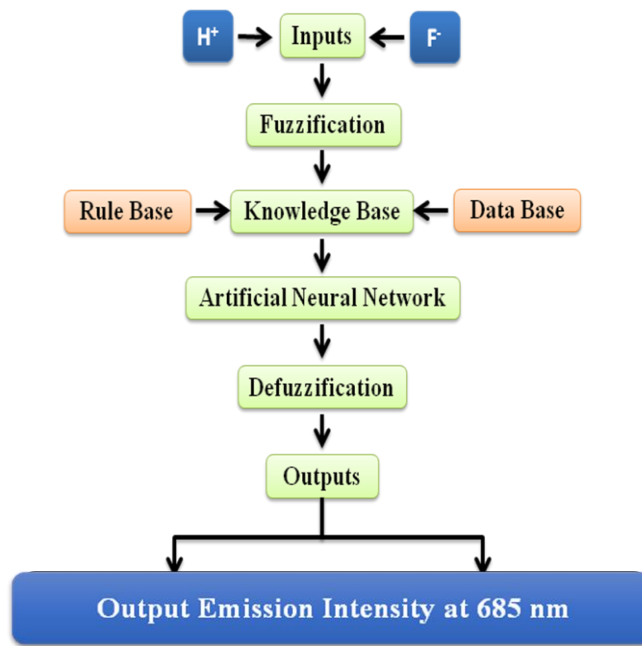 H⁺
Inputs
F⁻
Fuzzification
Rule Base
Knowledge Base
Data Base
Artificial Neural Network
Defuzzification
Outputs
Output Emission Intensity at 685 nm